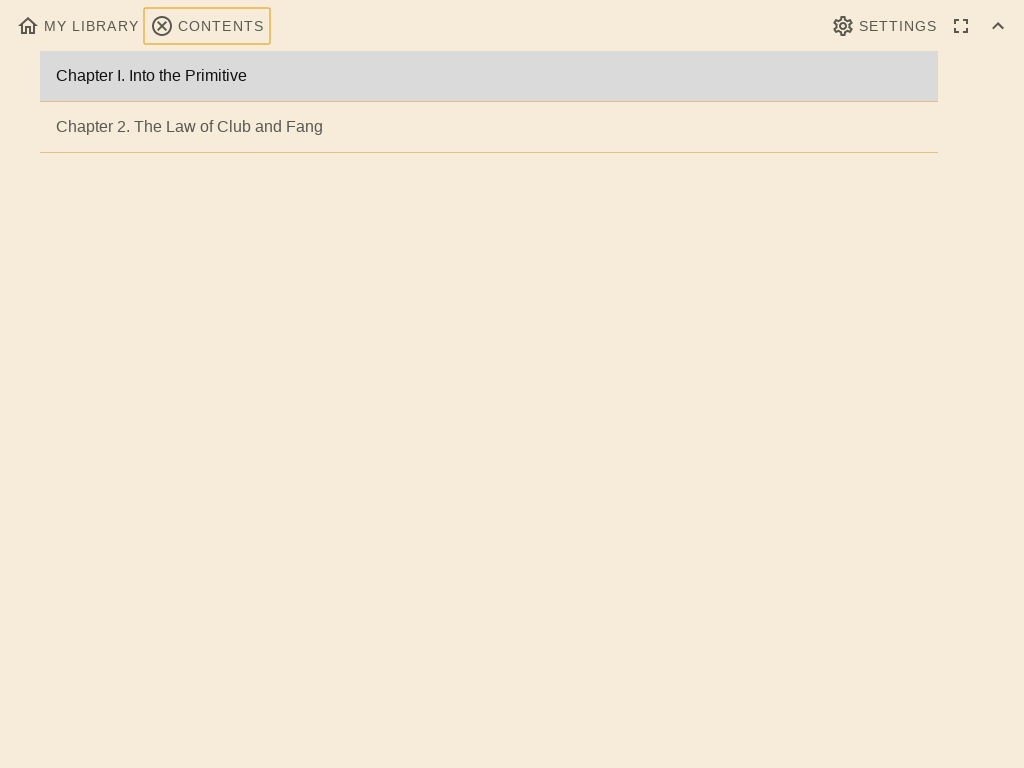 MY LIBRARY CONTENTS SETTINGS
Chapter I. Into the Primitive
Chapter 2. The Law of Club and Fang